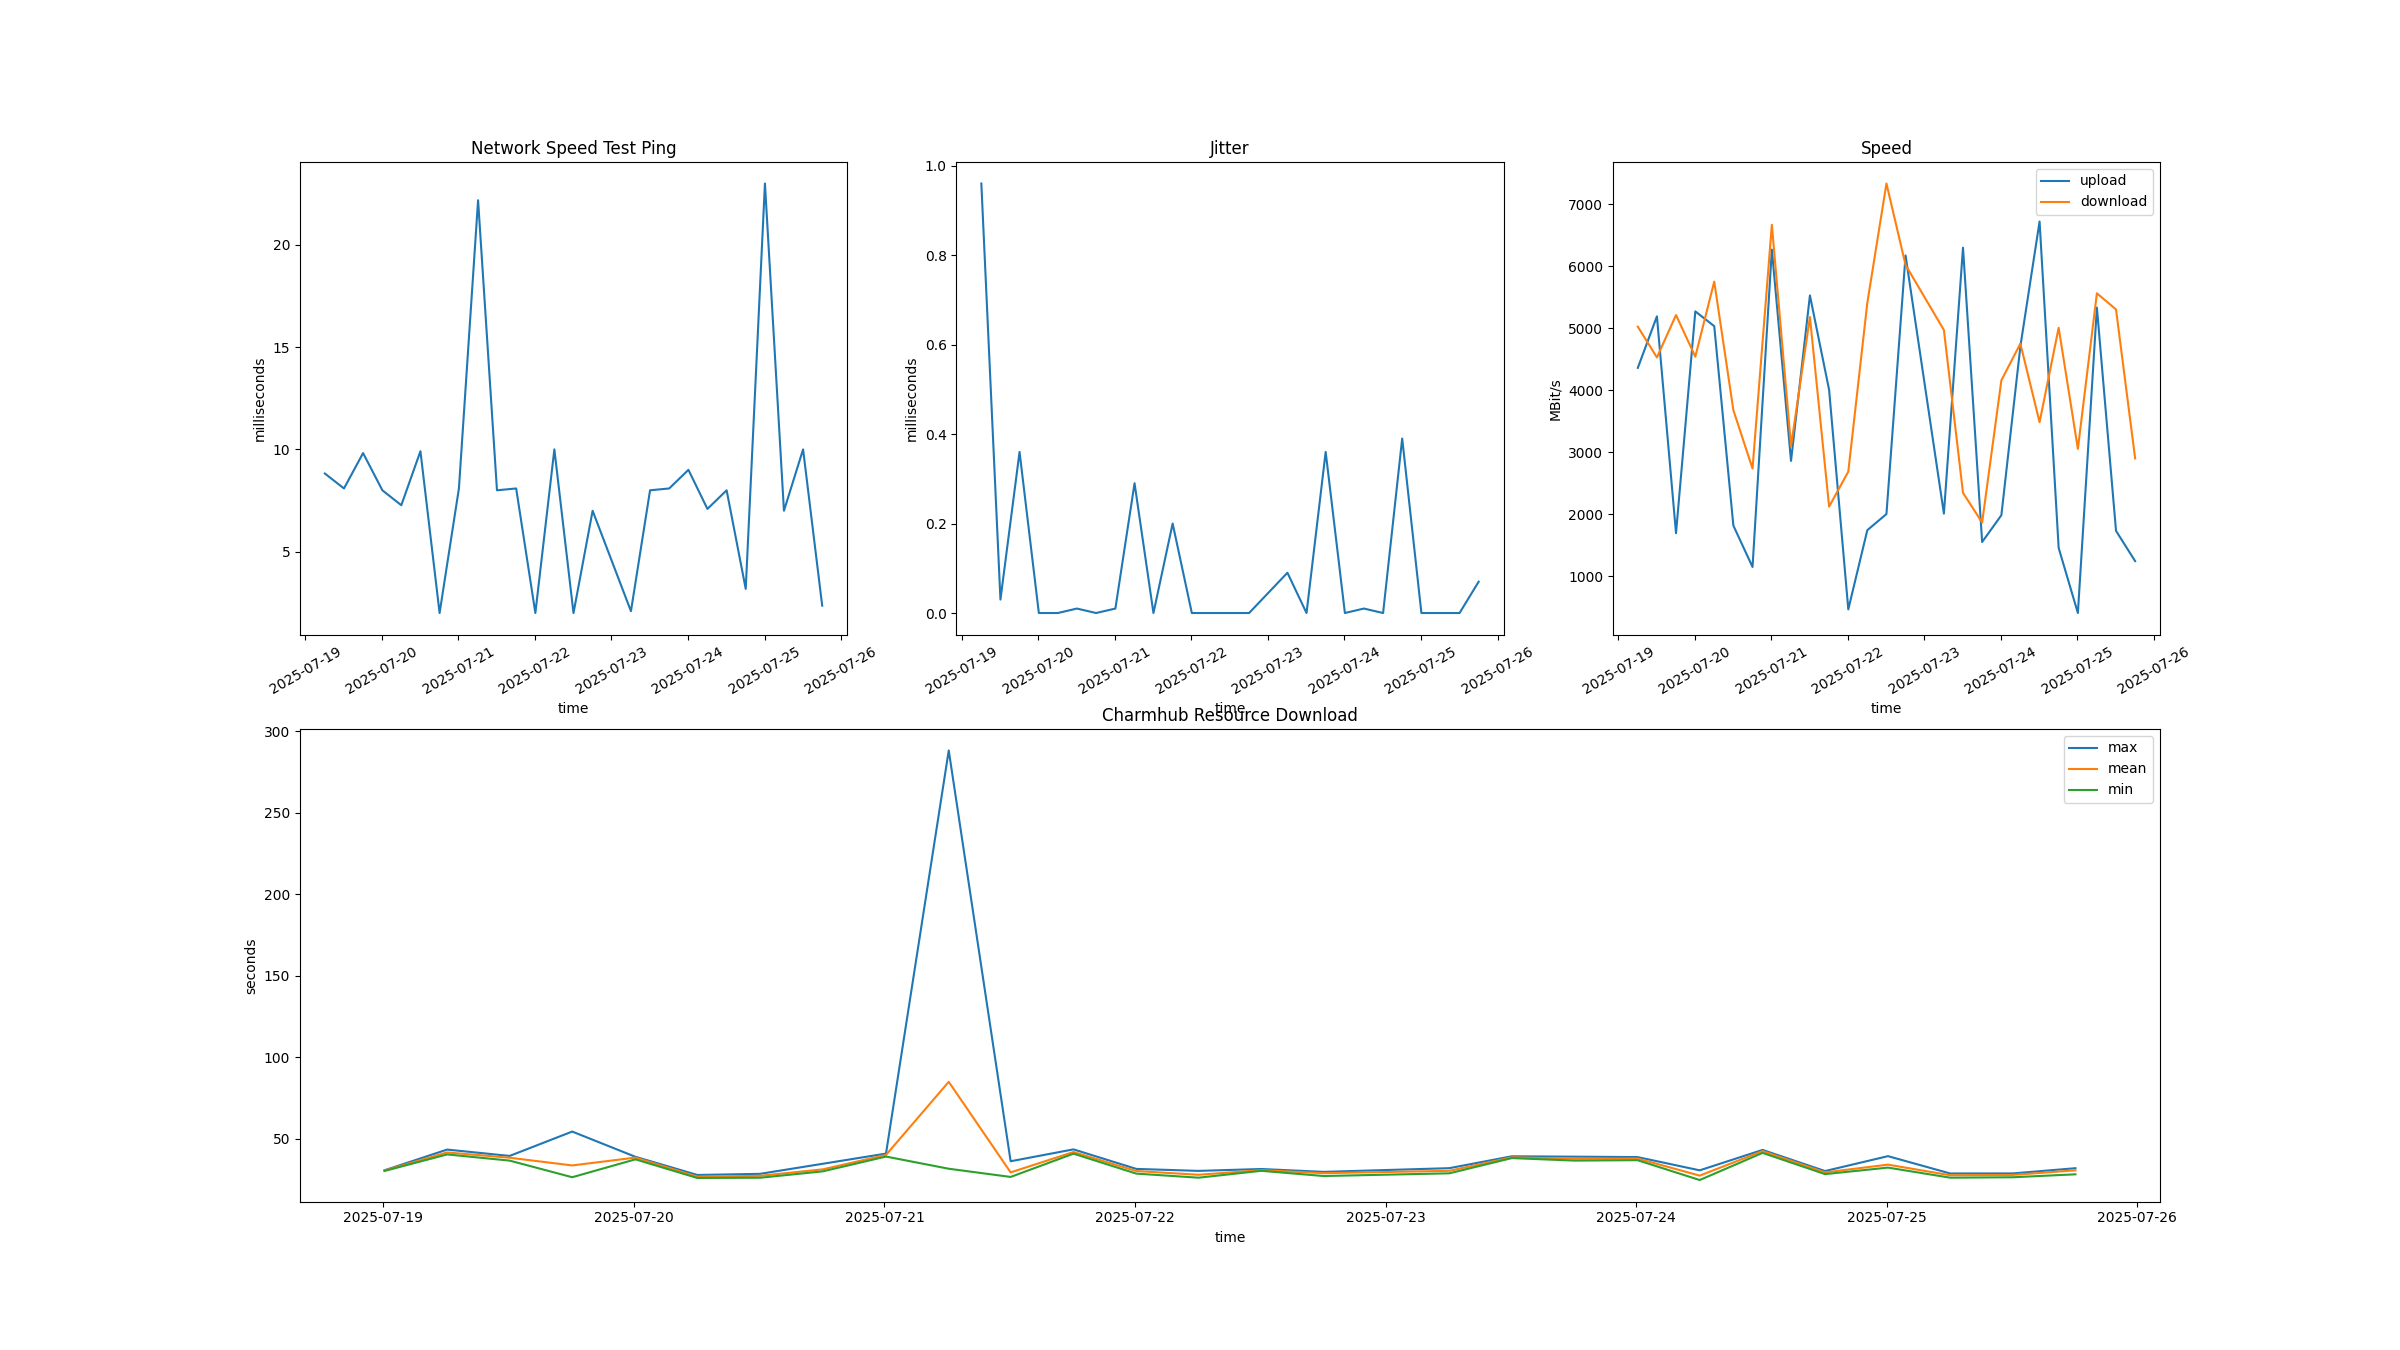 Network Speed Test Ping
milliseconds
20
15
10
5
2025-07-19 2025-07-20 2025-07-21 2025-07-22 2025-07-23 2025-07-24 2025-07-25 2025-07-26
time
Jitter
milliseconds
1.0
0.8
0.6
0.4
0.2
0.0
2025-07-19 2025-07-20 2025-07-21 2025-07-22 2025-07-23 2025-07-24 2025-07-25 2025-07-26
time
Speed
MBit/s
upload
download
7000
6000
5000
4000
3000
2000
1000
2025-07-19 2025-07-20 2025-07-21 2025-07-22 2025-07-23 2025-07-24 2025-07-25 2025-07-26
time
Charmhub Resource Download
seconds
max
mean
min
300
250
200
150
100
50
2025-07-19 2025-07-20 2025-07-21 2025-07-22 2025-07-23 2025-07-24 2025-07-25 2025-07-26
time